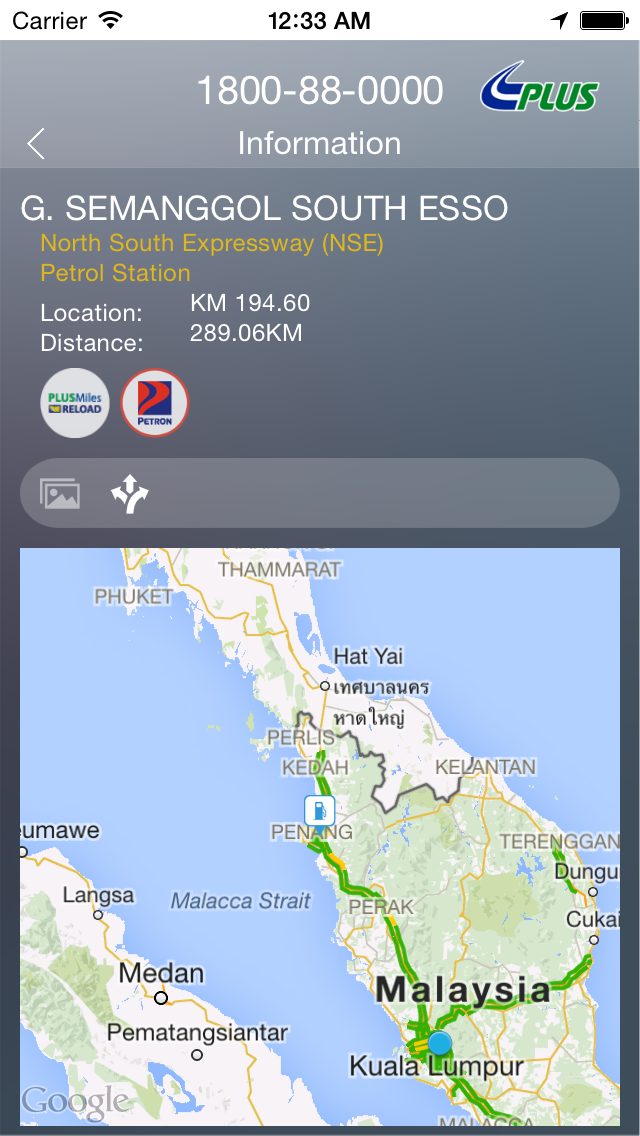 Carrier 12:33 AM
1800-88-0000 PLUS
Information
G. SEMANGGOL SOUTH ESSO
North South Expressway (NSE)
Petrol Station
Location: KM 194.60
Distance: 289.06KM
PLUSMiles
RELOAD
PETRON
THAMMARAT
PHUKET
Hat Yai
เทศบาลนคร
หาดใหญ่
PERLIS
KEDAH
KELANTAN
PENANG
eumawe
TERENGGAN
Dungu
Langsa
Malacca Strait
PERAK
Cukai
Medan
Malaysia
Pematangsiantar
Kuala Lumpur
Google
MALACCA